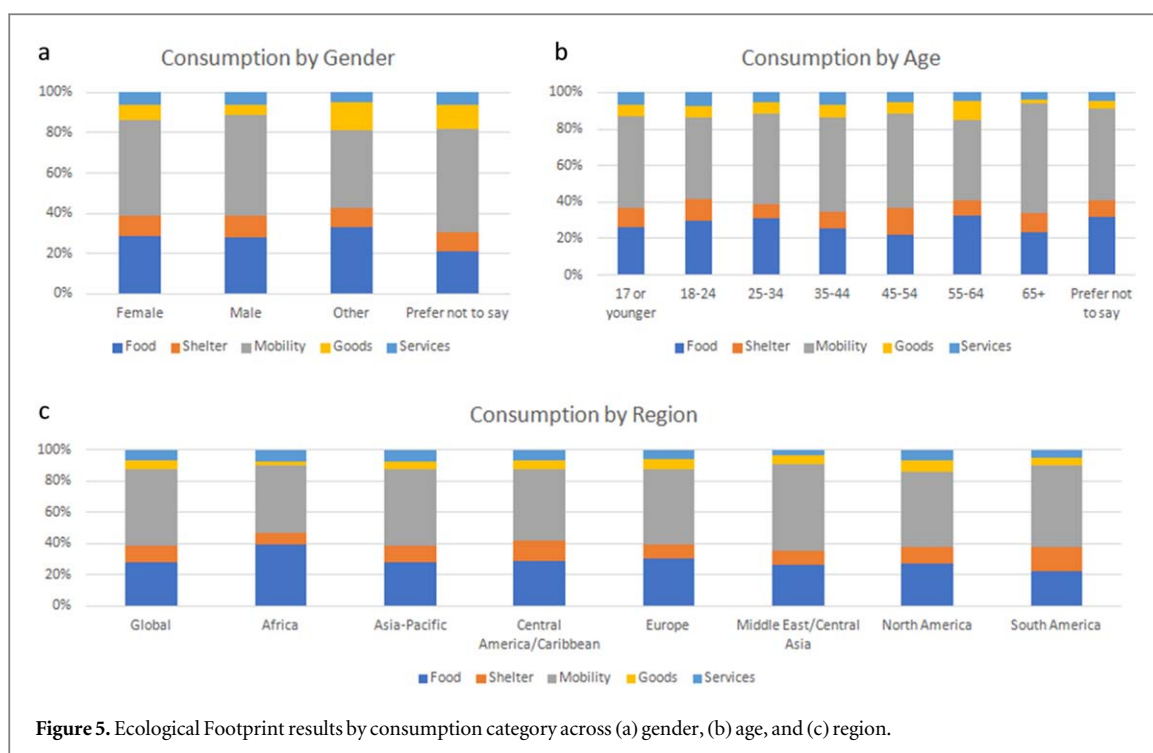 a
Consumption by Gender
100%
80%
60%
40%
20%
0%
Female Male Other Prefer not to say
Food Shelter Mobility Goods Services
b
Consumption by Age
100%
80%
60%
40%
20%
0%
17 or younger 18-24 25-34 35-44 45-54 55-64 65+ Prefer not to say
Food Shelter Mobility Goods Services
c
Consumption by Region
100%
80%
60%
40%
20%
0%
Global Africa Asia-Pacific Central America/Caribbean Europe Middle East/Central Asia North America South America
Food Shelter Mobility Goods Services
Figure 5. Ecological Footprint results by consumption category across (a) gender, (b) age, and (c) region.